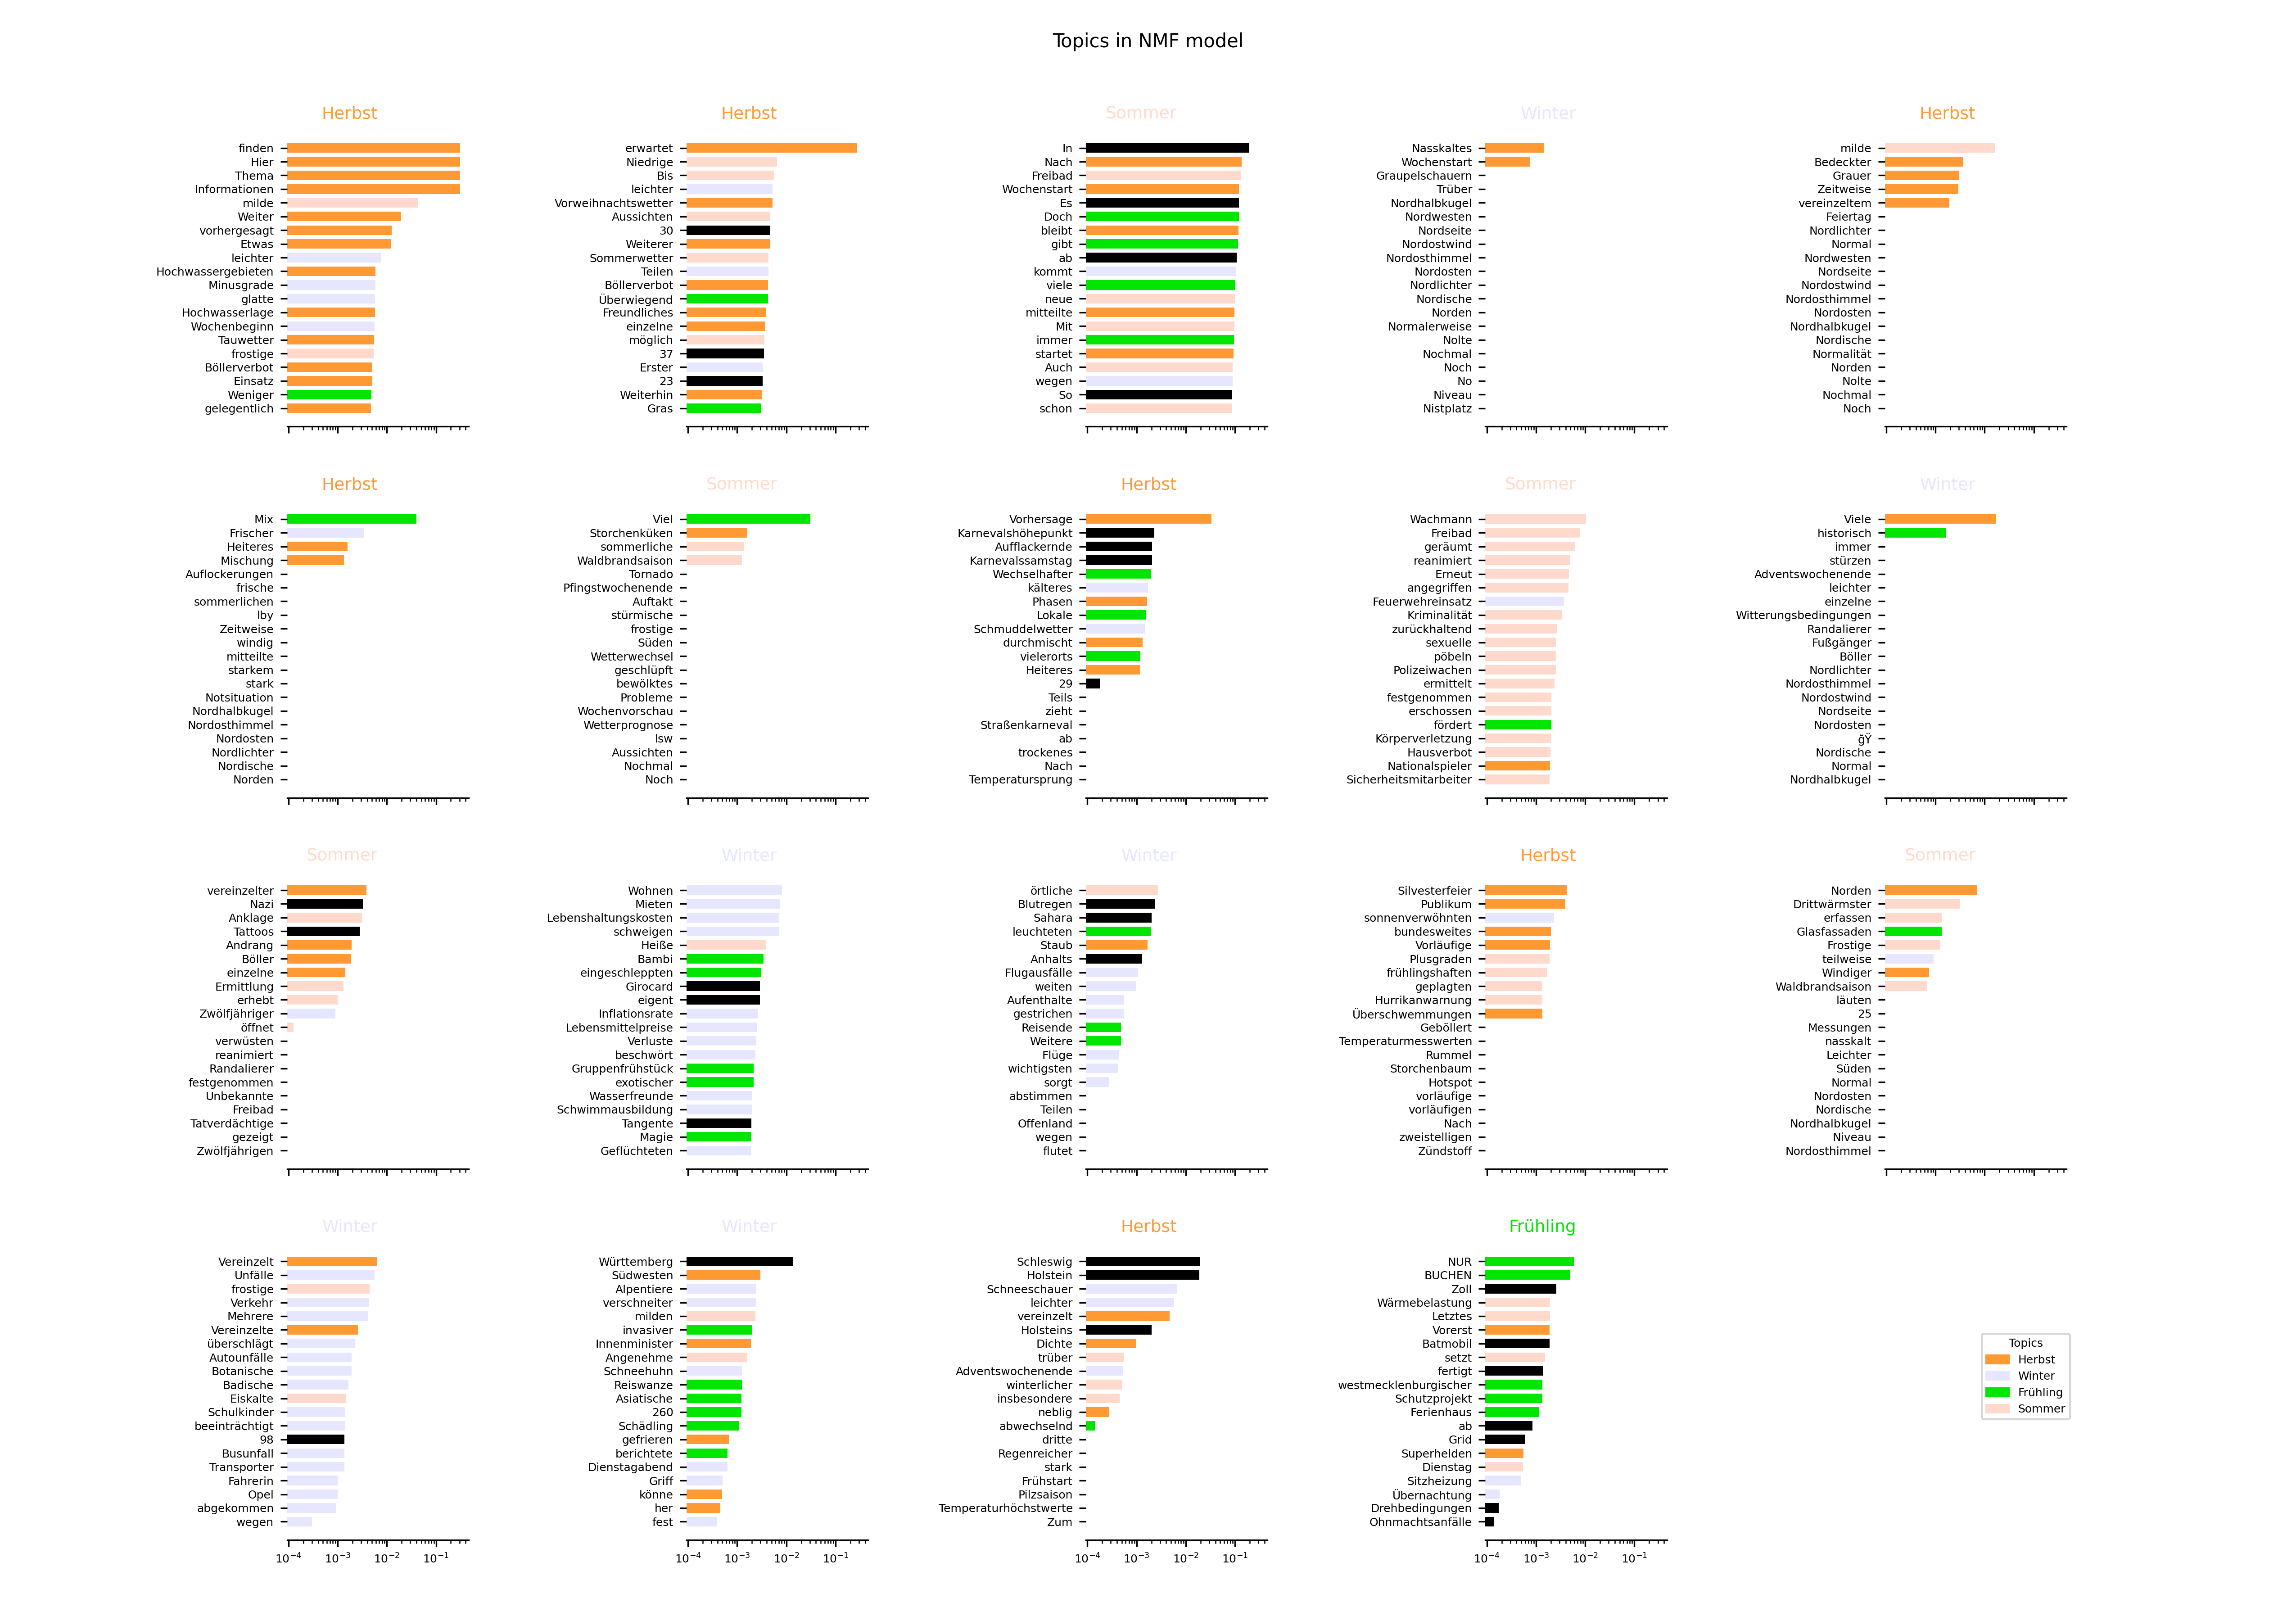 Topics in NMF model
Herbst
finden
Hier
Thema
Informationen
milde
Weiter
vorhergesagt
Etwas
leichter
Hochwassergebieten
Minusgrade
glatte
Hochwasserlage
Wochenbeginn
Tauwetter
frostige
Böllerverbot
Einsatz
Weniger
gelegentlich
Herbst
erwartet
Niedrige
Bis
leichter
Vorweihnachtswetter
Aussichten
30
Weiterer
Sommerwetter
Teilen
Böllerverbot
Überwiegend
Freundliches
einzelne
möglich
37
Erster
23
Weiterhin
Gras
Sommer
In
Nach
Freibad
Wochenstart
Es
Doch
bleibt
gibt
ab
kommt
viele
neue
mitteilte
Mit
immer
startet
Auch
wegen
So
schon
Winter
Nasskaltes
Wochenstart
Graupelschauern
Trüber
Nordhalbkugel
Nordwesten
Nordseite
Nordostwind
Nordosthimmel
Nordosten
Nordlichter
Nordische
Norden
Normalerweise
Nolte
Nochmal
Noch
No
Niveau
Nistplatz
Herbst
milde
Bedeckter
Grauer
Zeitweise
vereinzeltem
Feiertag
Nordlichter
Normal
Nordwesten
Nordseite
Nordostwind
Nordosthimmel
Nordosten
Nordhalbkugel
Nordische
Normalität
Norden
Nolte
Nochmal
Noch
Herbst
Mix
Frischer
Heiteres
Mischung
Auflockerungen
frische
sommerlichen
lby
Zeitweise
windig
mitteilte
starkem
stark
Notsituation
Nordhalbkugel
Nordosthimmel
Nordosten
Nordlichter
Nordische
Norden
Sommer
Viel
Storchenküken
sommerliche
Waldbrandsaison
Tornado
Pfingstwochenende
Auftakt
stürmische
frostige
Süden
Wetterwechsel
geschlüpft
bewölktes
Probleme
Wochenvorschau
Wetterprognose
lsw
Aussichten
Nochmal
Noch
Herbst
Vorhersage
Karnevalshöhepunkt
Aufflackernde
Karnevalssamstag
Wechselhafter
kälteres
Phasen
Lokale
Schmuddelwetter
durchmischt
vielerorts
Heiteres
29
Teils
zieht
Straßenkarneval
ab
trockenes
Nach
Temperatursprung
Sommer
Wachmann
Freibad
geräumt
reanimiert
Erneut
angegriffen
Feuerwehreinsatz
Kriminalität
zurückhaltend
sexuelle
pöbeln
Polizeiwachen
ermittelt
festgenommen
erschossen
fördert
Körperverletzung
Hausverbot
Nationalspieler
Sicherheitsmitarbeiter
Winter
Viele
historisch
immer
stürzen
Adventswochenende
leichter
einzelne
Witterungsbedingungen
Randalierer
Fußgänger
Böller
Nordlichter
Nordosthimmel
Nordostwind
Nordseite
Nordosten
ğŸ
Nordische
Normal
Nordhalbkugel
Sommer
vereinzelter
Nazi
Anklage
Tattoos
Andrang
Böller
einzelne
Ermittlung
erhebt
Zwölfjähriger
öffnet
verwüsten
reanimiert
Randalierer
festgenommen
Unbekannte
Freibad
Tatverdächtige
gezeigt
Zwölfjährigen
Winter
Wohnen
Mieten
Lebenshaltungskosten
schweigen
Heiße
Bambi
eingeschleppten
Girocard
eigent
Inflationsrate
Lebensmittelpreise
Verluste
beschwört
Gruppenfrühstück
exotischer
Wasserfreunde
Schwimmausbildung
Tangente
Magie
Geflüchteten
Winter
örtliche
Blutregen
Sahara
leuchteten
Staub
Anhalts
Flugausfälle
weiten
Aufenthalte
gestrichen
Reisende
Weitere
Flüge
wichtigsten
sorgt
abstimmen
Teilen
Offenland
wegen
flutet
Herbst
Silvesterfeier
Publikum
sonnenverwöhnten
bundesweites
Vorläufige
Plusgraden
frühlingshaften
geplagten
Hurrikanwarnung
Überschwemmungen
Geböllert
Temperaturmesswerten
Rummel
Storchenbaum
Hotspot
vorläufige
vorläufigen
Nach
zweistelligen
Zündstoff
Sommer
Norden
Drittwärmster
erfassen
Glasfassaden
Frostige
teilweise
Windiger
Waldbrandsaison
läuten
25
Messungen
nasskalt
Leichter
Süden
Normal
Nordosten
Nordische
Nordhalbkugel
Niveau
Nordosthimmel
Winter
Vereinzelt
Unfälle
frostige
Verkehr
Mehrere
Vereinzelte
überschlägt
Autounfälle
Botanische
Badische
Eiskalte
Schulkinder
beeinträchtigt
98
Busunfall
Transporter
Fahrerin
Opel
abgekommen
wegen
10⁻⁴ 10⁻³ 10⁻² 10⁻¹
Winter
Württemberg
Südwesten
Alpentiere
verschneiter
milden
invasiver
Innenminister
Angenehme
Schneehuhn
Reiswanze
Asiatische
260
Schädling
gefrieren
berichtete
Dienstagabend
Griff
könne
her
fest
10⁻⁴ 10⁻³ 10⁻² 10⁻¹
Herbst
Schleswig
Holstein
Schneeschauer
leichter
vereinzelt
Holsteins
Dichte
trüber
Adventswochenende
winterlicher
insbesondere
neblig
abwechselnd
dritte
Regenreicher
stark
Frühstart
Pilzsaison
Temperaturhöchstwerte
Zum
10⁻⁴ 10⁻³ 10⁻² 10⁻¹
Frühling
NUR
BUCHEN
Zoll
Wärmebelastung
Letztes
Vorerst
Batmobil
setzt
fertigt
westmecklenburgischer
Schutzprojekt
Ferienhaus
ab
Grid
Superhelden
Dienstag
Sitzheizung
Übernachtung
Drehbedingungen
Ohnmachtsanfälle
10⁻⁴ 10⁻³ 10⁻² 10⁻¹
Topics
Herbst
Winter
Frühling
Sommer